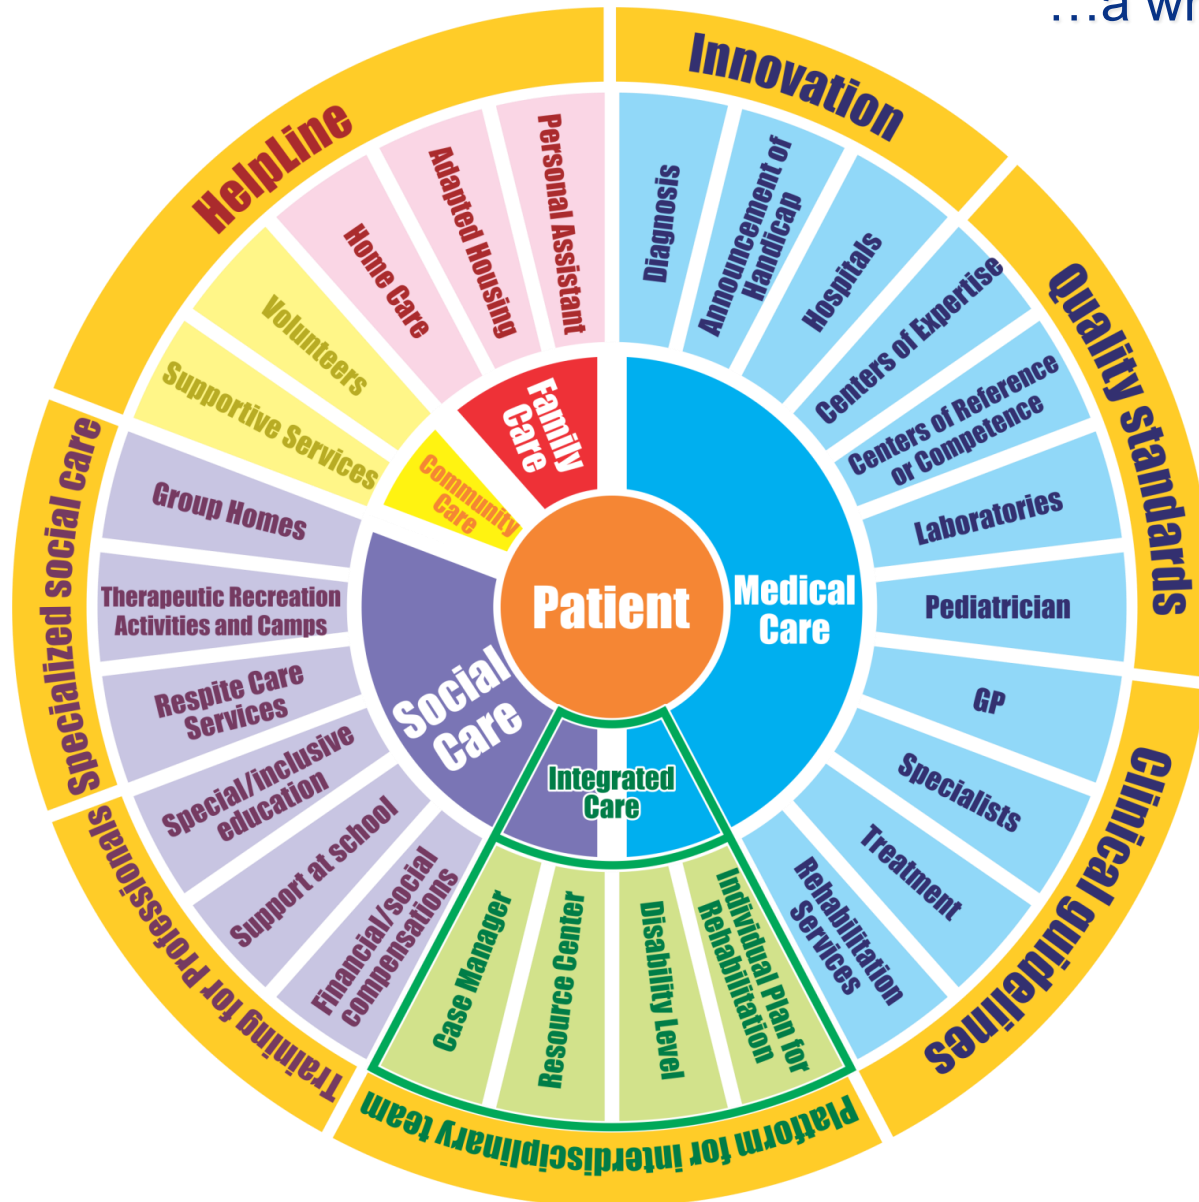 …a
Innovation
Quality standards
Clinical guidelines
Platform for interdisciplinary team
Training for Professionals
Specialized social care
HelpLine
Diagnosis
Announcement of
Handicap
Hospitals
Centers of Expertise
Centers of Reference
or Competence
Laboratories
Pediatrician
GP
Specialists
Treatment
Rehabilitation
Services
Individual Plan for
Rehabilitation
Disability Level
Resource Center
Case Manager
Financial/social
compensations
Support at school
Special/inclusive
education
Respite Care
Services
Therapeutic Recreation
Activities and Camps
Group Homes
Supportive Services
Volunteers
Home Care
Adapted Housing
Personal Assistant
Family
Care
Community
Care
Social
Care
Integrated
Care
Medical
Care
Patient